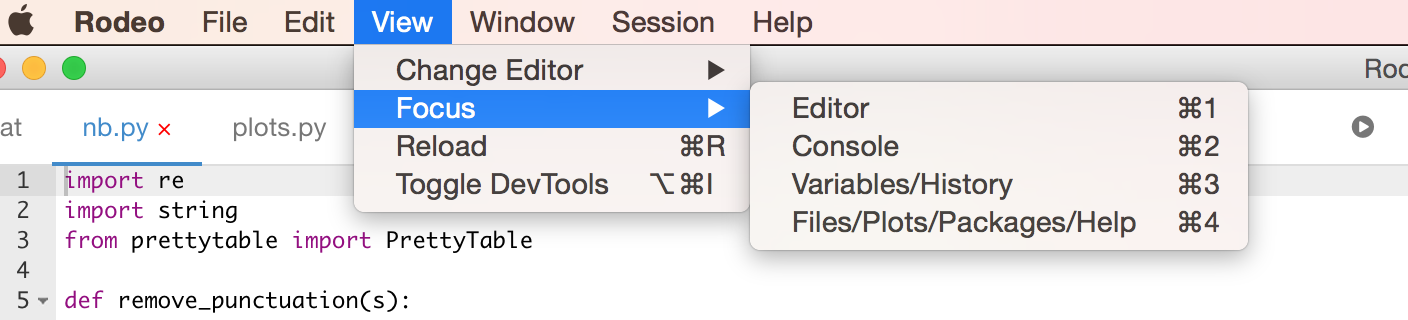 Rodeo File Edit View Window Session Help
Change Editor ▶
Roc
Focus ▶
Editor ⌘1
at nb.py × plots.py
Reload ⌘R
Console ⌘2
Toggle DevTools ⌥⌘I
Variables/History ⌘3
Files/Plots/Packages/Help ⌘4
1 import re
2 import string
3 from prettytable import PrettyTable
4
5 def remove_punctuation(s):